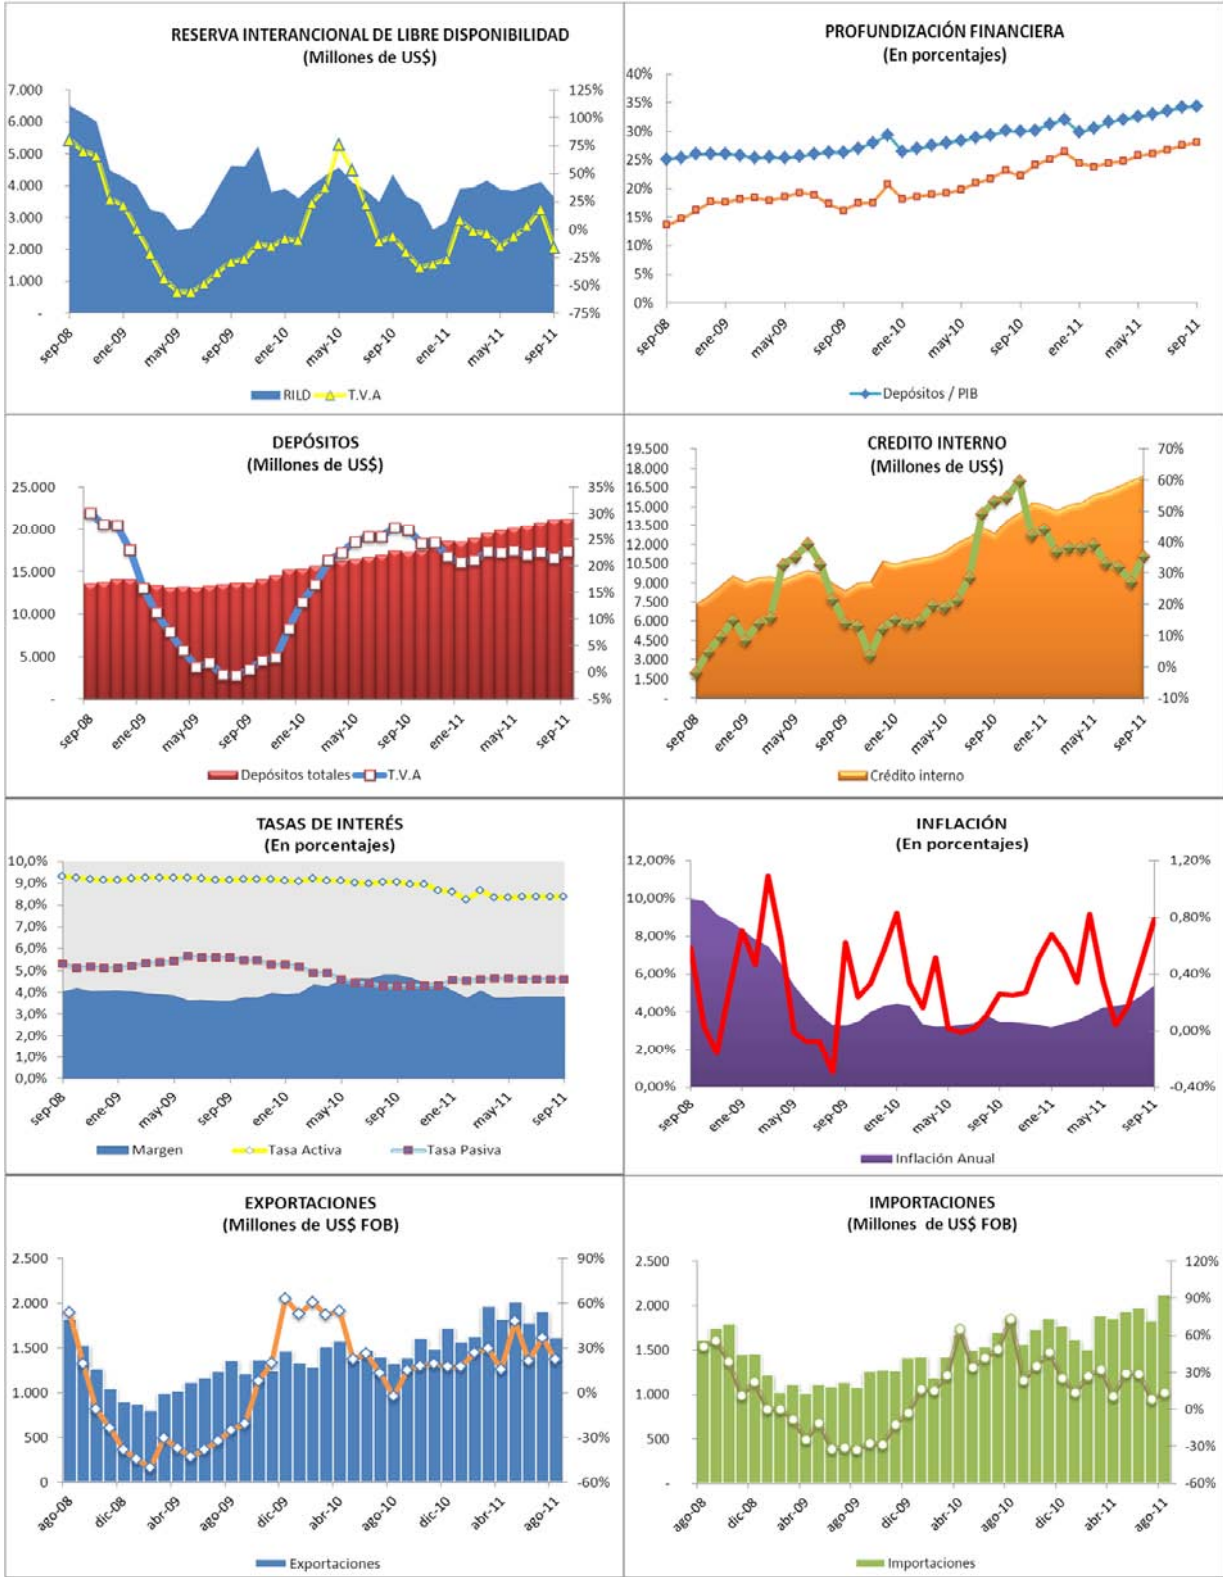 RESERVA INTERANCIONAL DE LIBRE DISPONIBILIDAD
(Millones de US$)
7.000
6.000
5.000
4.000
3.000
2.000
1.000
-
125%
100%
75%
50%
25%
0%
-25%
-50%
-75%
sep-08
ene-09
may-09
sep-09
ene-10
may-10
sep-10
ene-11
may-11
sep-11
RILD
T.V.A
PROFUNDIZACIÓN FINANCIERA
(En porcentajes)
40%
35%
30%
25%
20%
15%
10%
5%
0%
sep-08
ene-09
may-09
sep-09
ene-10
may-10
sep-10
ene-11
may-11
sep-11
Depósitos / PIB
DEPÓSITOS
(Millones de US$)
25.000
20.000
15.000
10.000
5.000
-
35%
30%
25%
20%
15%
10%
5%
0%
-5%
sep-08
ene-09
may-09
sep-09
ene-10
may-10
sep-10
ene-11
may-11
sep-11
Depósitos totales
T.V.A
CREDITO INTERNO
(Millones de US$)
19.500
18.000
16.500
15.000
13.500
12.000
10.500
9.000
7.500
6.000
4.500
3.000
1.500
-
70%
60%
50%
40%
30%
20%
10%
0%
-10%
sep-08
ene-09
may-09
sep-09
ene-10
may-10
sep-10
ene-11
may-11
sep-11
Crédito interno
TASAS DE INTERÉS
(En porcentajes)
10,0%
9,0%
8,0%
7,0%
6,0%
5,0%
4,0%
3,0%
2,0%
1,0%
0,0%
sep-08
ene-09
may-09
sep-09
ene-10
may-10
sep-10
ene-11
may-11
sep-11
Margen
Tasa Activa
Tasa Pasiva
INFLACIÓN
(En porcentajes)
12,00%
10,00%
8,00%
6,00%
4,00%
2,00%
0,00%
1,20%
0,80%
0,40%
0,00%
-0,40%
sep-08
ene-09
may-09
sep-09
ene-10
may-10
sep-10
ene-11
may-11
sep-11
Inflación Anual
EXPORTACIONES
(Millones de US$ FOB)
2.500
2.000
1.500
1.000
500
0
90%
60%
30%
0%
-30%
-60%
ago-08
dic-08
abr-09
ago-09
dic-09
abr-10
ago-10
dic-10
abr-11
ago-11
Exportaciones
IMPORTACIONES
(Millones de US$ FOB)
2.500
2.000
1.500
1.000
500
-
120%
90%
60%
30%
0%
-30%
-60%
ago-08
dic-08
abr-09
ago-09
dic-09
abr-10
ago-10
dic-10
abr-11
ago-11
Importaciones